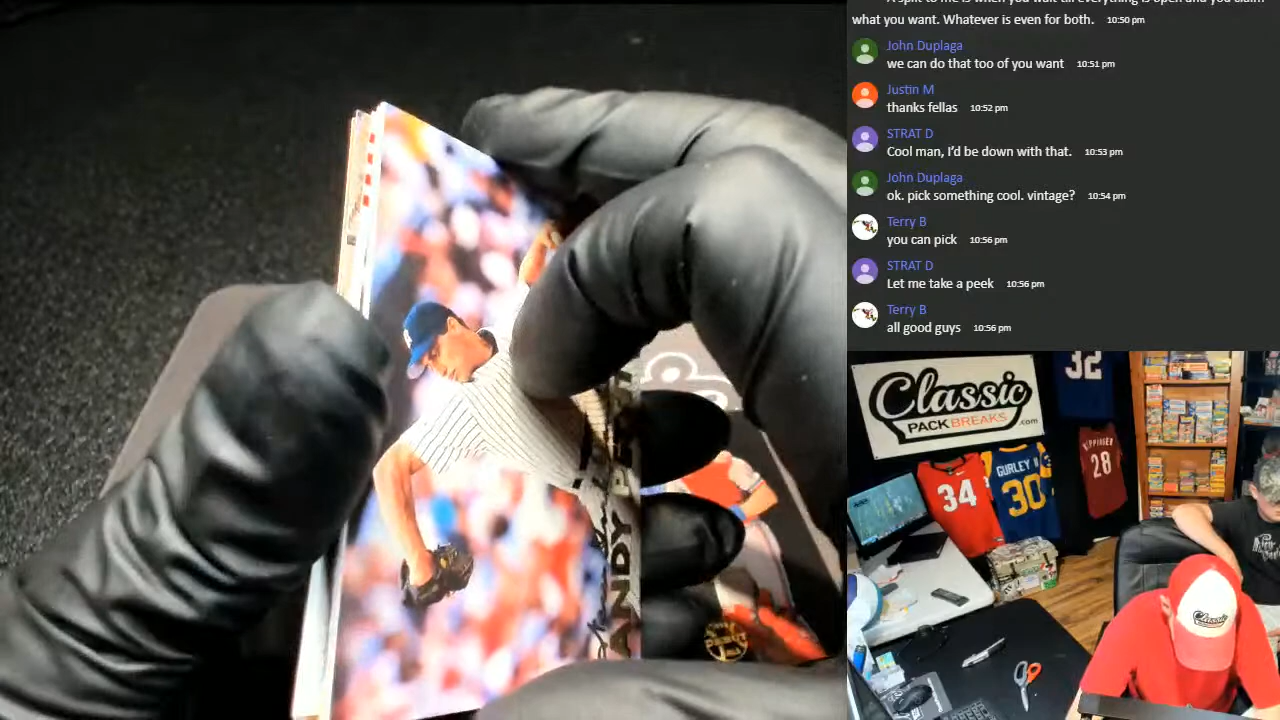 what you want. Whatever is even for both. 10:50 pm
John Duplaga
we can do that too of you want 10:51 pm
Justin M
thanks fellas 10:52 pm
STRAT D
Cool man, I'd be down with that. 10:53 pm
John Duplaga
ok. pick something cool. vintage? 10:54 pm
Terry B
you can pick 10:56 pm
STRAT D
Let me take a peek 10:56 pm
Terry B
all good guys 10:56 pm
Classic
PACK BREAKS.com
32
34
GURLEY II
30
28
Classic
ANDY